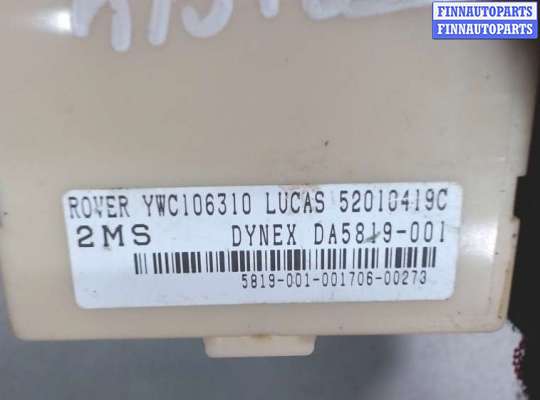 FINNAUTOPARTS
FINNAUTOPARTS
ROVER YWC106310 LUCAS 52010419C
2MS DYNEX DA5819-001
5819-001-001706-00273